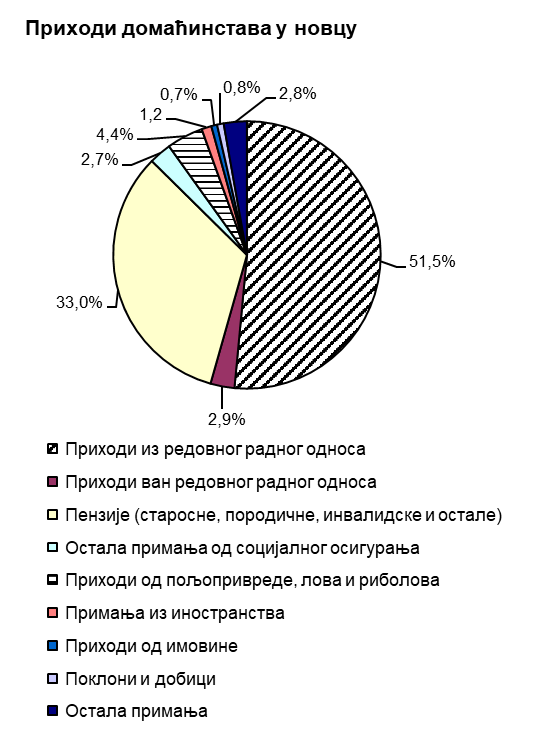 Приходи домаћинстава у новцу
0,8%
0,7%
2,8%
1,2
4,4%
2,7%
51,5%
33,0%
2,9%
Приходи из редовног радног односа
Приходи ван редовног радног односа
Пензије (старосне, породичне, инвалидске и остале)
Остала примања од социјалног осигурања
Приходи од пољопривреде, лова и риболова
Примања из иностранства
Приходи од имовине
Поклони и добици
Остала примања